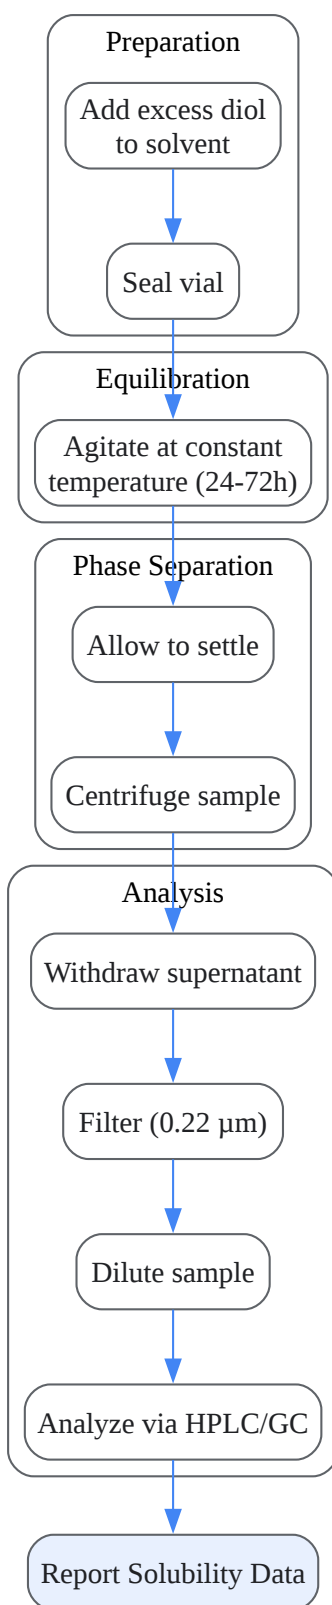 Preparation
Add excess diol
to solvent
Seal vial
Equilibration
Agitate at constant
temperature (24-72h)
Phase Separation
Allow to settle
Centrifuge sample
Analysis
Withdraw supernatant
Filter (0.22 µm)
Dilute sample
Analyze via HPLC/GC
Report Solubility Data